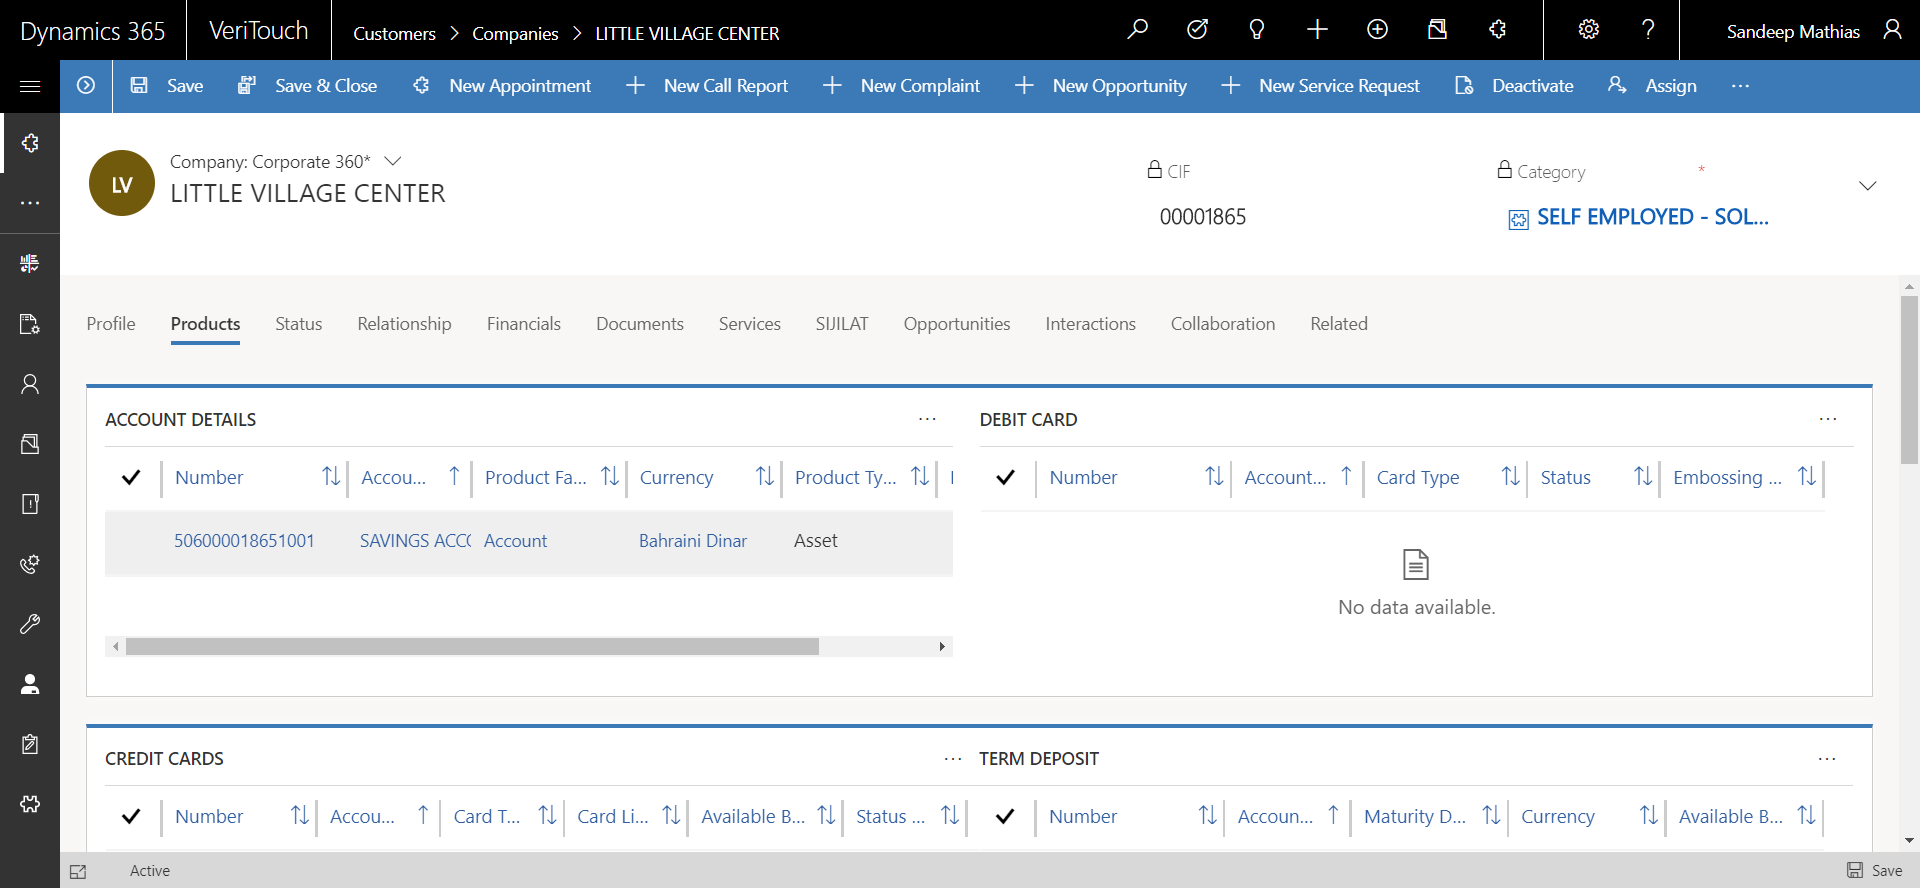 Dynamics 365 VeriTouch Customers > Companies > LITTLE VILLAGE CENTER ? Sandeep Mathias
Save Save & Close New Appointment New Call Report New Complaint New Opportunity New Service Request Deactivate Assign ...
LV
Company: Corporate 360*
LITTLE VILLAGE CENTER
CIF
00001865
Category *
SELF EMPLOYED - SOL...
Profile Products Status Relationship Financials Documents Services SIJILAT Opportunities Interactions Collaboration Related
ACCOUNT DETAILS ...
Number Accou... Product Fa... Currency Product Ty...
506000018651001 SAVINGS ACC Account Bahraini Dinar Asset
DEBIT CARD ...
Number Account... Card Type Status Embossing ...
No data available.
CREDIT CARDS ...
Number Accou... Card T... Card Li... Available B... Status ...
TERM DEPOSIT ...
Number Accoun... Maturity D... Currency Available B...
Active Save